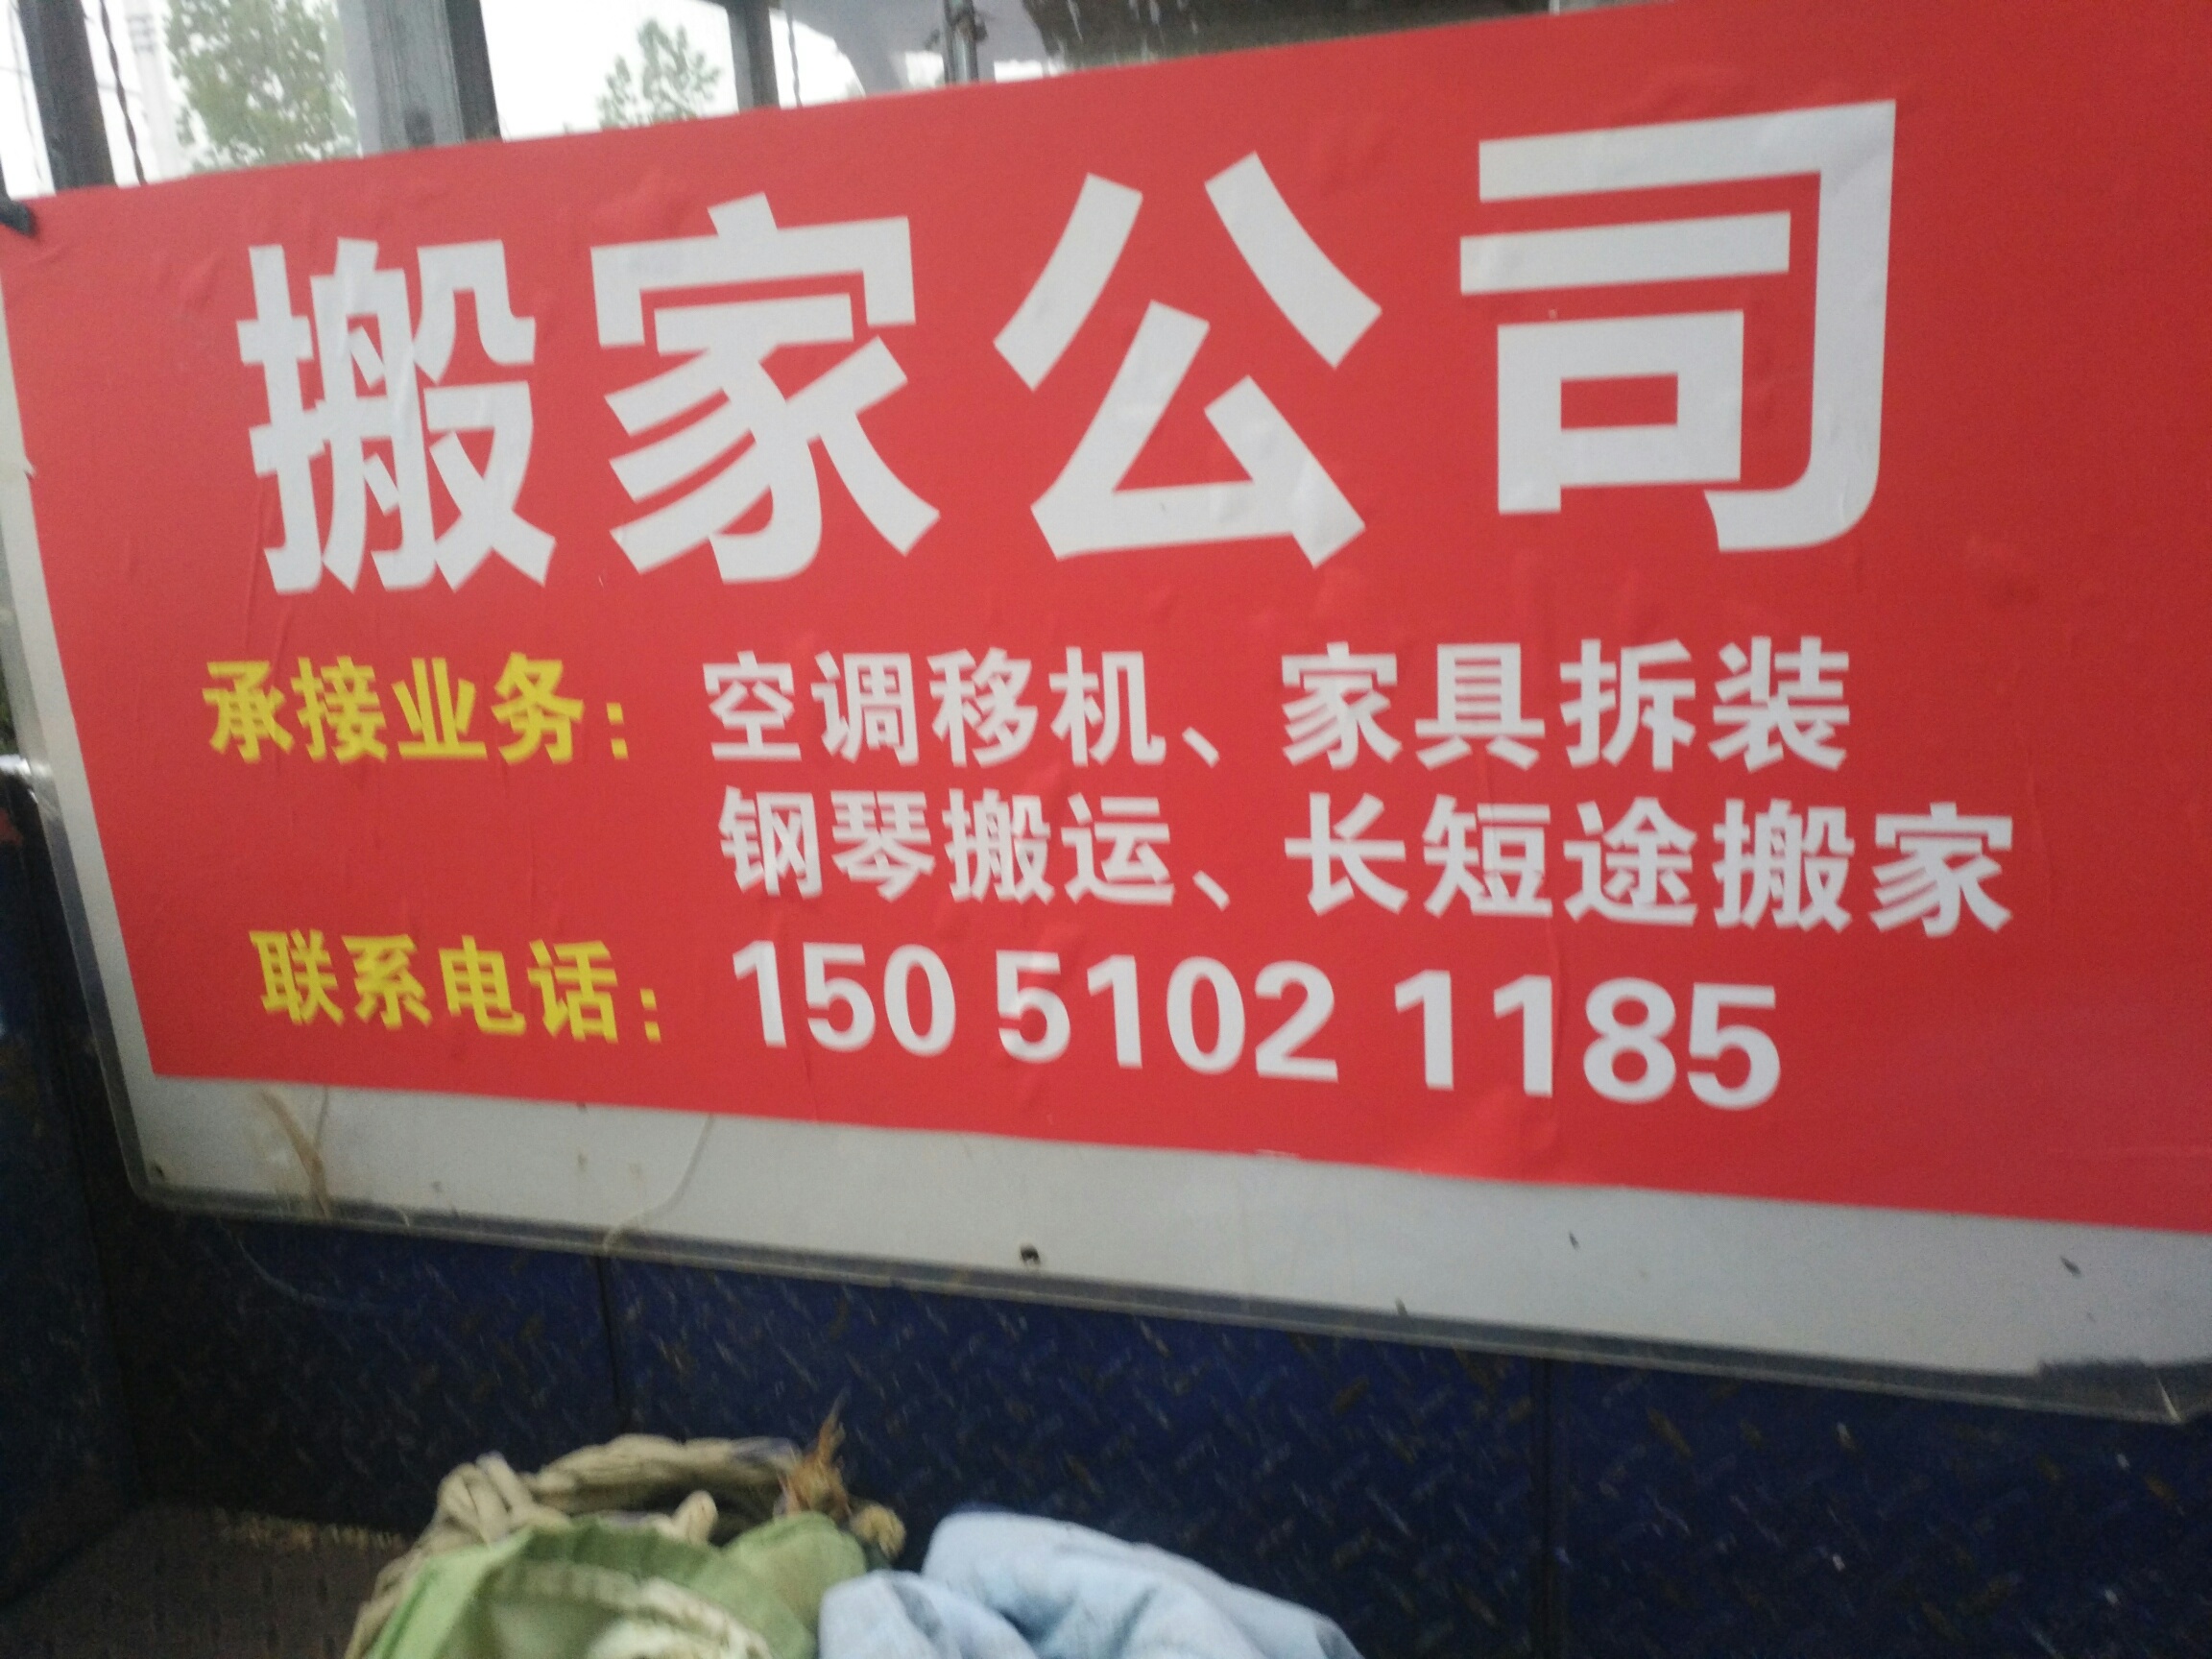 搬家公司
承接业务：空调移机、家具拆装
钢琴搬运、长短途搬家
联系电话：150 5102 1185